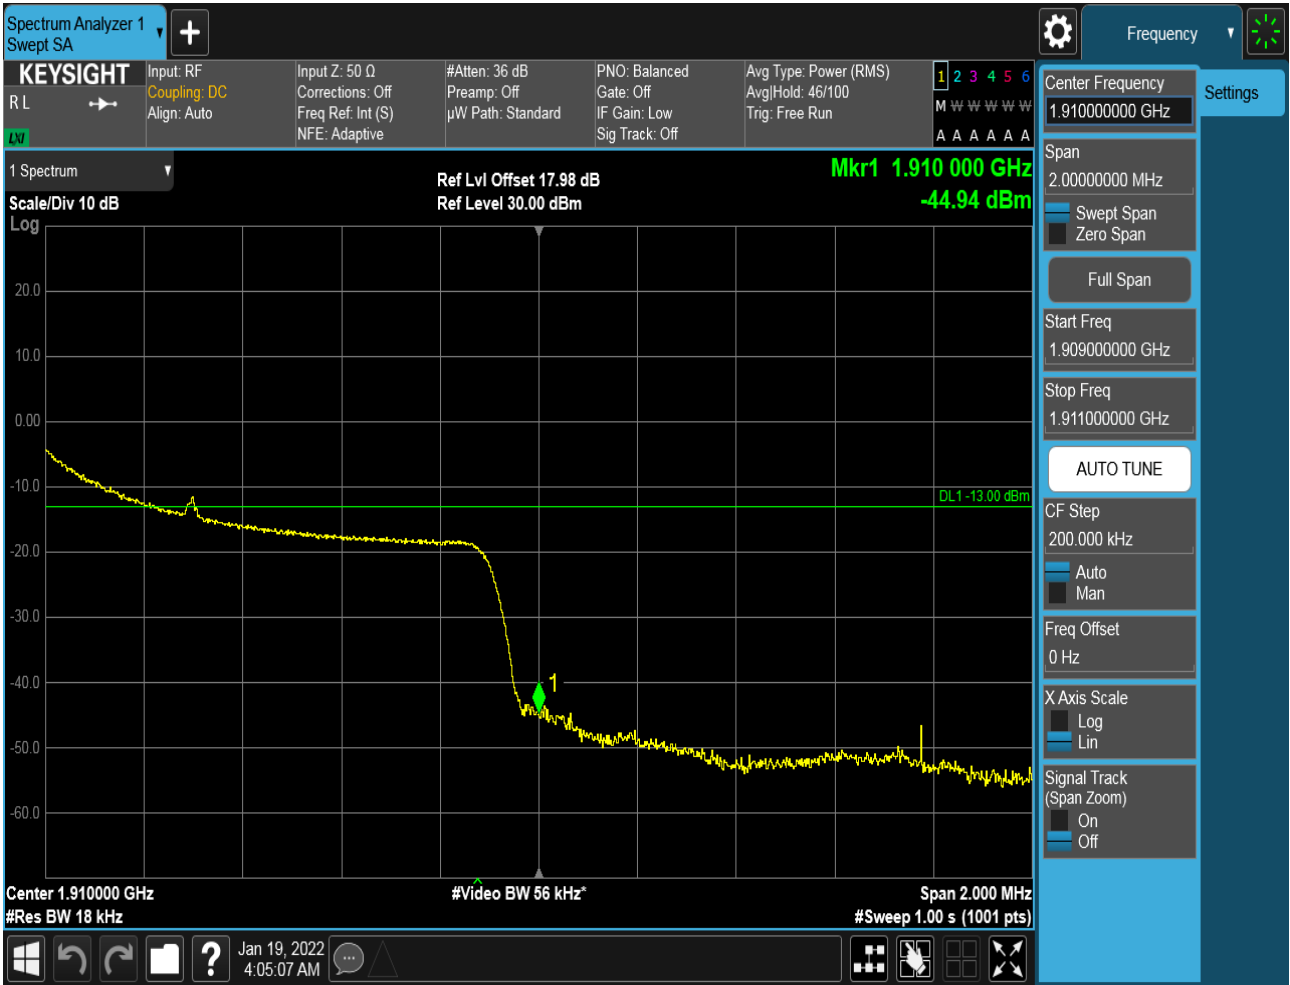 Spectrum Analyzer 1
Swept SA
Frequency
KEYSIGHT
R L
LXI
Input: RF
Coupling: DC
Align: Auto
Input Z: 50 Ω
Corrections: Off
Freq Ref: Int (S)
NFE: Adaptive
#Atten: 36 dB
Preamp: Off
µW Path: Standard
PNO: Balanced
Gate: Off
IF Gain: Low
Sig Track: Off
Avg Type: Power (RMS)
Avg|Hold: 46/100
Trig: Free Run
1 2 3 4 5 6
M W W W W W
A A A A A A
1 Spectrum
Scale/Div 10 dB
Log
Ref Lvl Offset 17.98 dB
Ref Level 30.00 dBm
Mkr1 1.910 000 GHz
-44.94 dBm
20.0
10.0
0.00
-10.0
-20.0
-30.0
-40.0
-50.0
-60.0
DL1 -13.00 dBm
1
Center 1.910000 GHz
#Res BW 18 kHz
#Video BW 56 kHz*
Span 2.000 MHz
#Sweep 1.00 s (1001 pts)
Jan 19, 2022
4:05:07 AM
Center Frequency
1.910000000 GHz
Settings
Span
2.00000000 MHz
Swept Span
Zero Span
Full Span
Start Freq
1.909000000 GHz
Stop Freq
1.911000000 GHz
AUTO TUNE
CF Step
200.000 kHz
Auto
Man
Freq Offset
0 Hz
X Axis Scale
Log
Lin
Signal Track
(Span Zoom)
On
Off